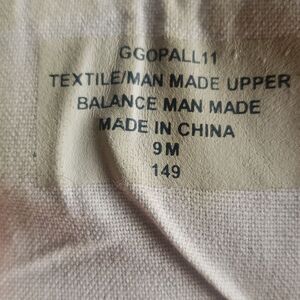 GGOPALL11
TEXTILE/MAN MADE UPPER
BALANCE MAN MADE
MADE IN CHINA
9M
149